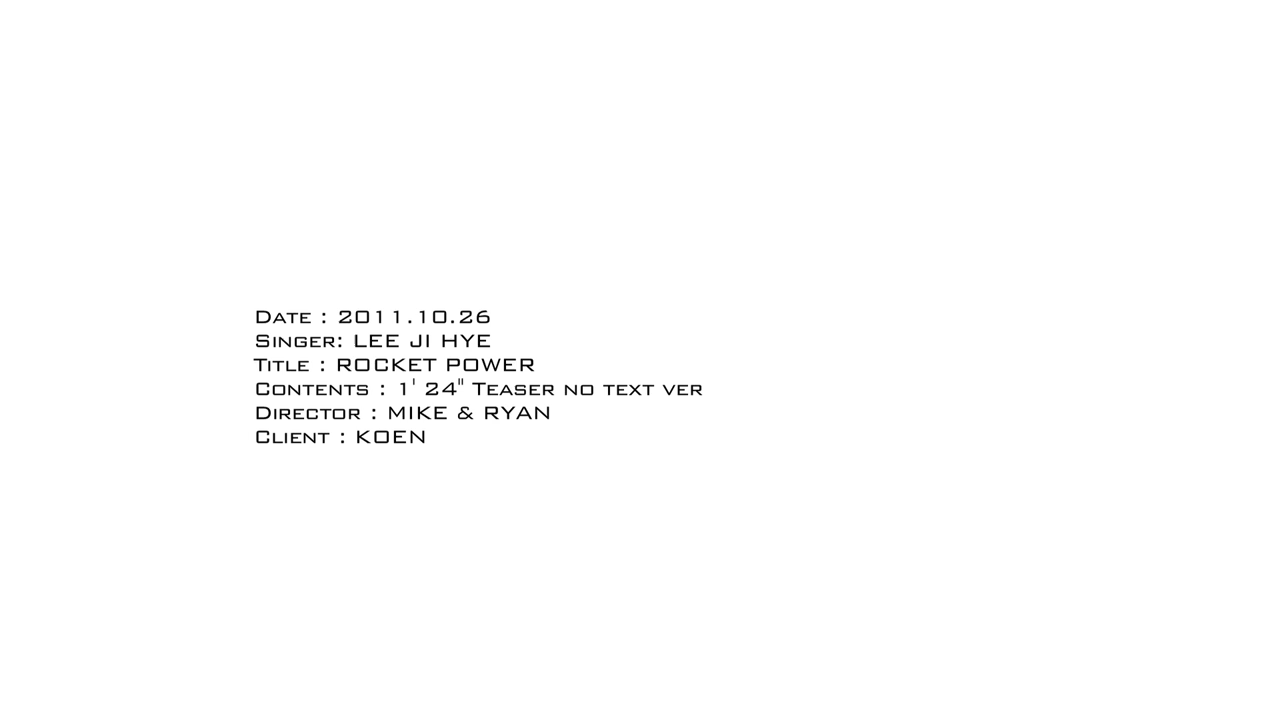 Date : 2011.10.26
Singer: LEE JI HYE
Title : ROCKET POWER
Contents : 1' 24" Teaser no text ver
Director : MIKE & RYAN
Client : KOEN